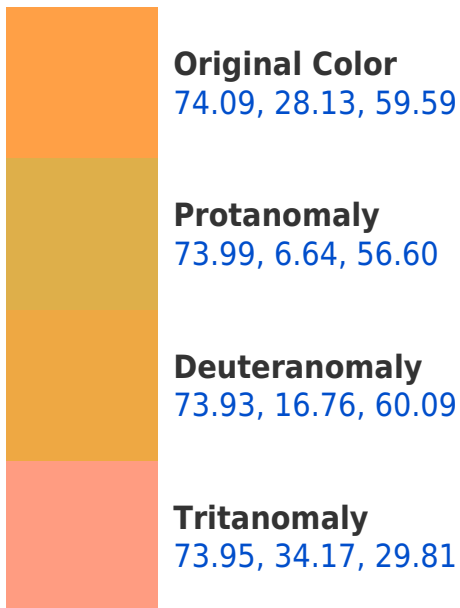 Original Color
74.09, 28.13, 59.59
Protanomaly
73.99, 6.64, 56.60
Deuteranomaly
73.93, 16.76, 60.09
Tritanomaly
73.95, 34.17, 29.81